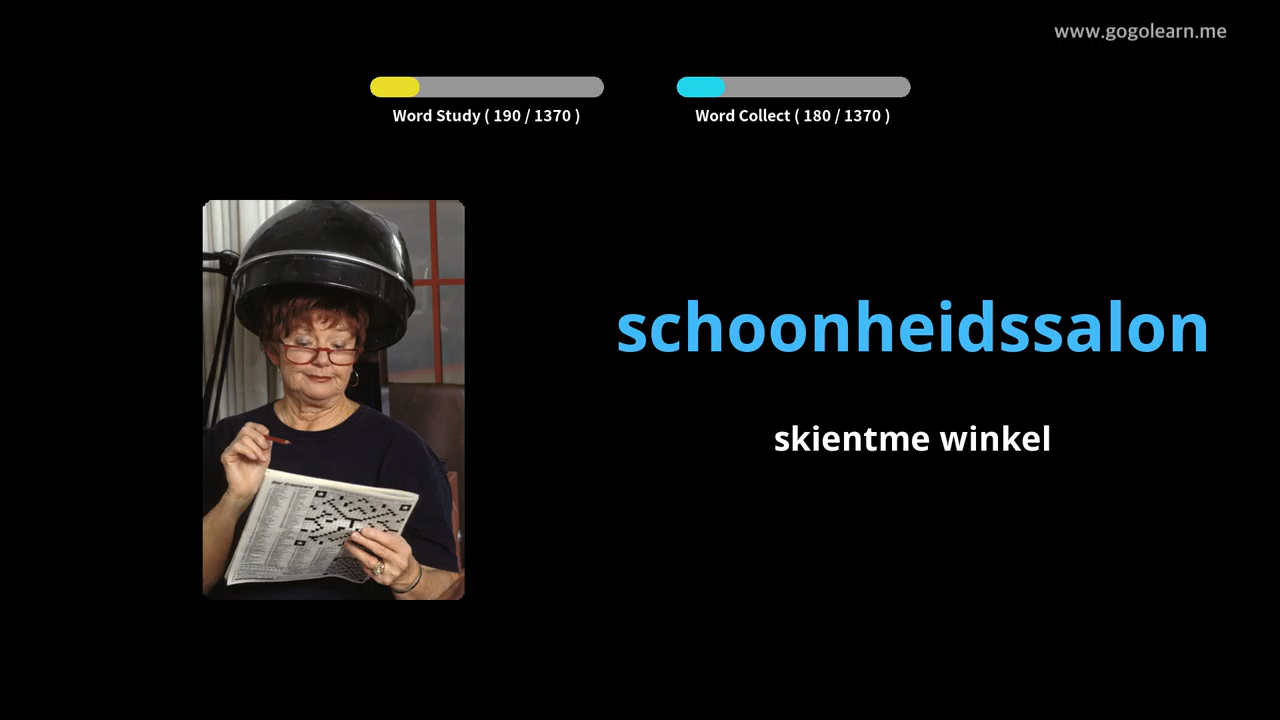 www.gogolearn.me
Word Study ( 190 / 1370 )
Word Collect ( 180 / 1370 )
schoonheidssalon
skientme winkel